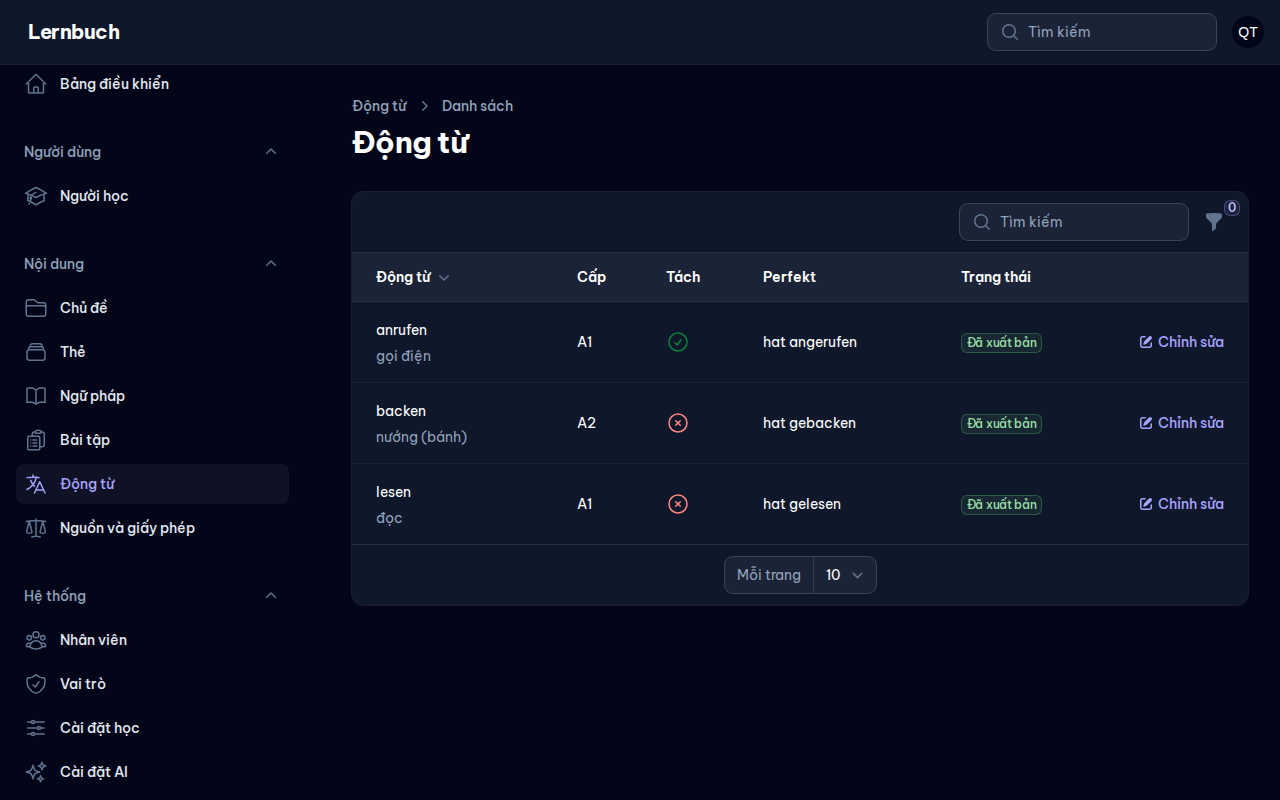 Lernbuch
Tìm kiếm
QT
Bảng điều khiển
Người dùng
Người học
Nội dung
Chủ đề
Thẻ
Ngữ pháp
Bài tập
Động từ
Nguồn và giấy phép
Hệ thống
Nhân viên
Vai trò
Cài đặt học
Cài đặt AI
Động từ
Danh sách
Động từ
Tìm kiếm
0
Động từ Cấp Tách Perfekt Trạng thái
anrufen
gọi điện
A1 hat angerufen Đã xuất bản Chỉnh sửa
backen
nướng (bánh)
A2 hat gebacken Đã xuất bản Chỉnh sửa
lesen
đọc
A1 hat gelesen Đã xuất bản Chỉnh sửa
Mỗi trang 10